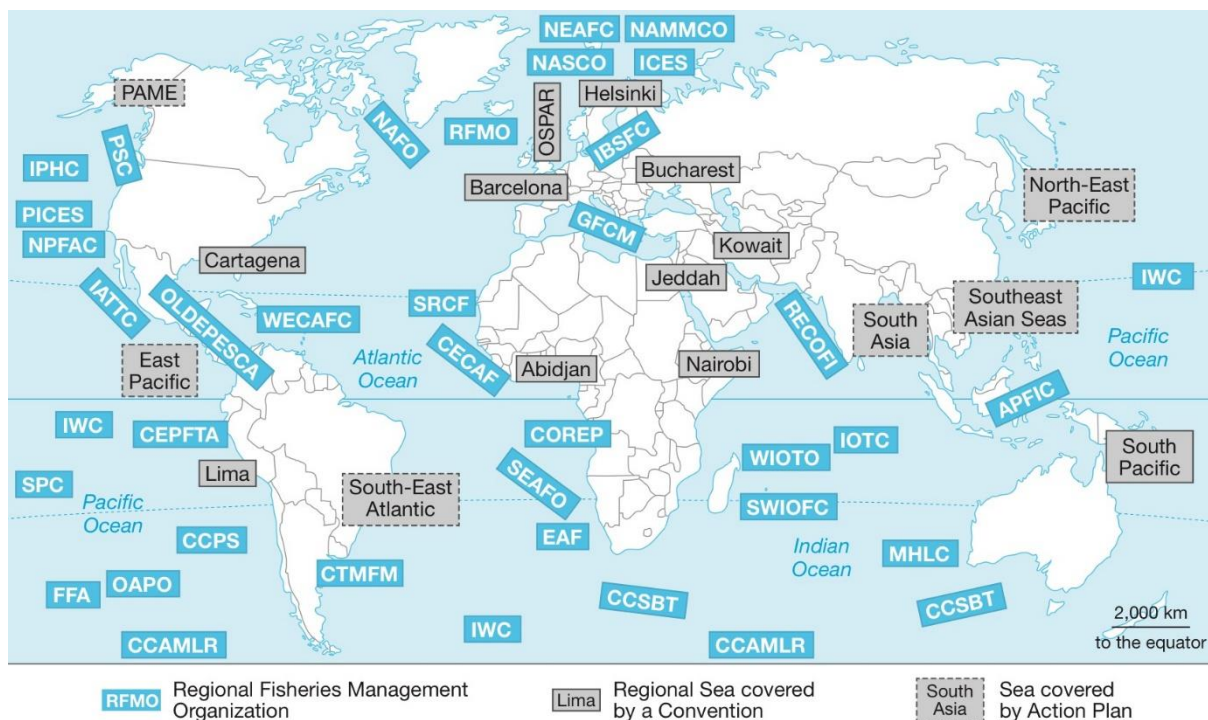 NEAFC
NAMMCO
NASCO
ICES
PAME
Helsinki
OSPAR
NAFO
RFMO
IBSFC
PSC
IPHC
Bucharest
Barcelona
North-East
Pacific
PICES
GFCM
NPFAC
Kowait
Cartagena
Jeddah
IWC
IATTC
OLDEPESCA
SRCF
Southeast
Asian Seas
WECAFC
RECOFI
South
Asia
Pacific
Ocean
East
Pacific
Atlantic
Ocean
CECAF
Abidjan
Nairobi
APFIC
IWC
CEPFTA
COREP
IOTC
WIOTO
South
Pacific
Lima
SPC
SEAFO
South-East
Atlantic
Pacific
Ocean
SWIOFC
EAF
CCPS
Indian
Ocean
MHLC
CTMFM
OAPO
FFA
CCSBT
CCSBT
2,000 km
to the equator
IWC
CCAMLR
CCAMLR
RFMO
Regional Fisheries Management
Organization
Lima
Regional Sea covered
by a Convention
South
Asia
Sea covered
by Action Plan